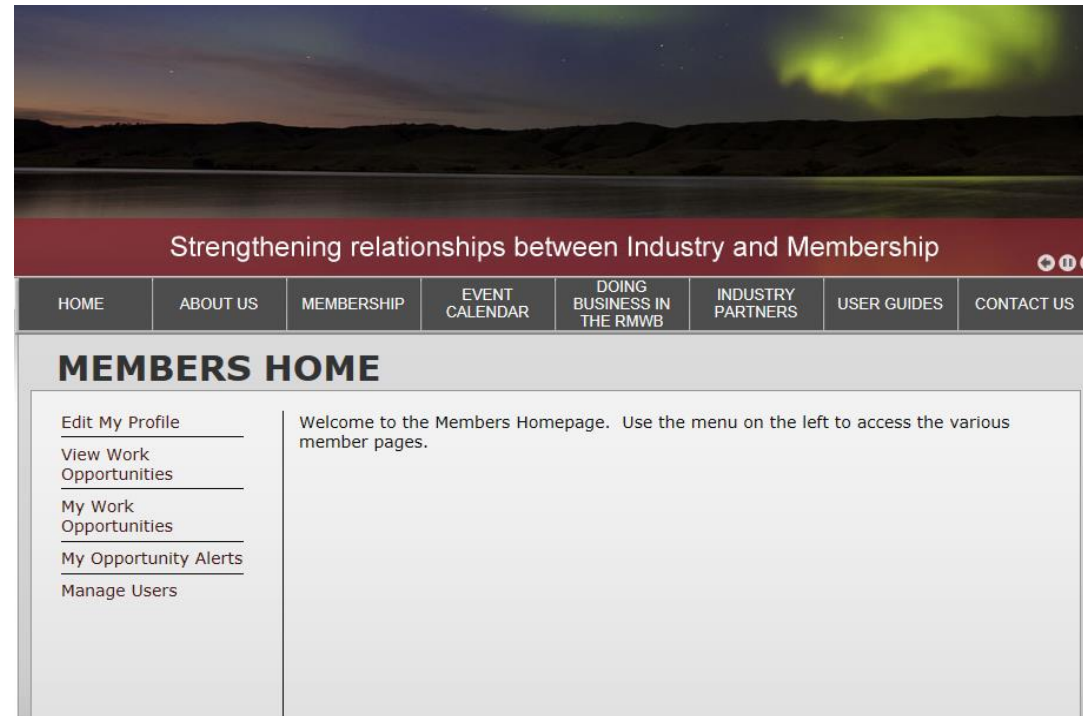 Strengthening relationships between Industry and Membership
HOME
ABOUT US
MEMBERSHIP
EVENT
CALENDAR
DOING
BUSINESS IN
THE RMWB
INDUSTRY
PARTNERS
USER GUIDES
CONTACT US
MEMBERS HOME
Edit My Profile
View Work
Opportunities
My Work
Opportunities
My Opportunity Alerts
Manage Users
Welcome to the Members Homepage.  Use the menu on the left to access the various
member pages.